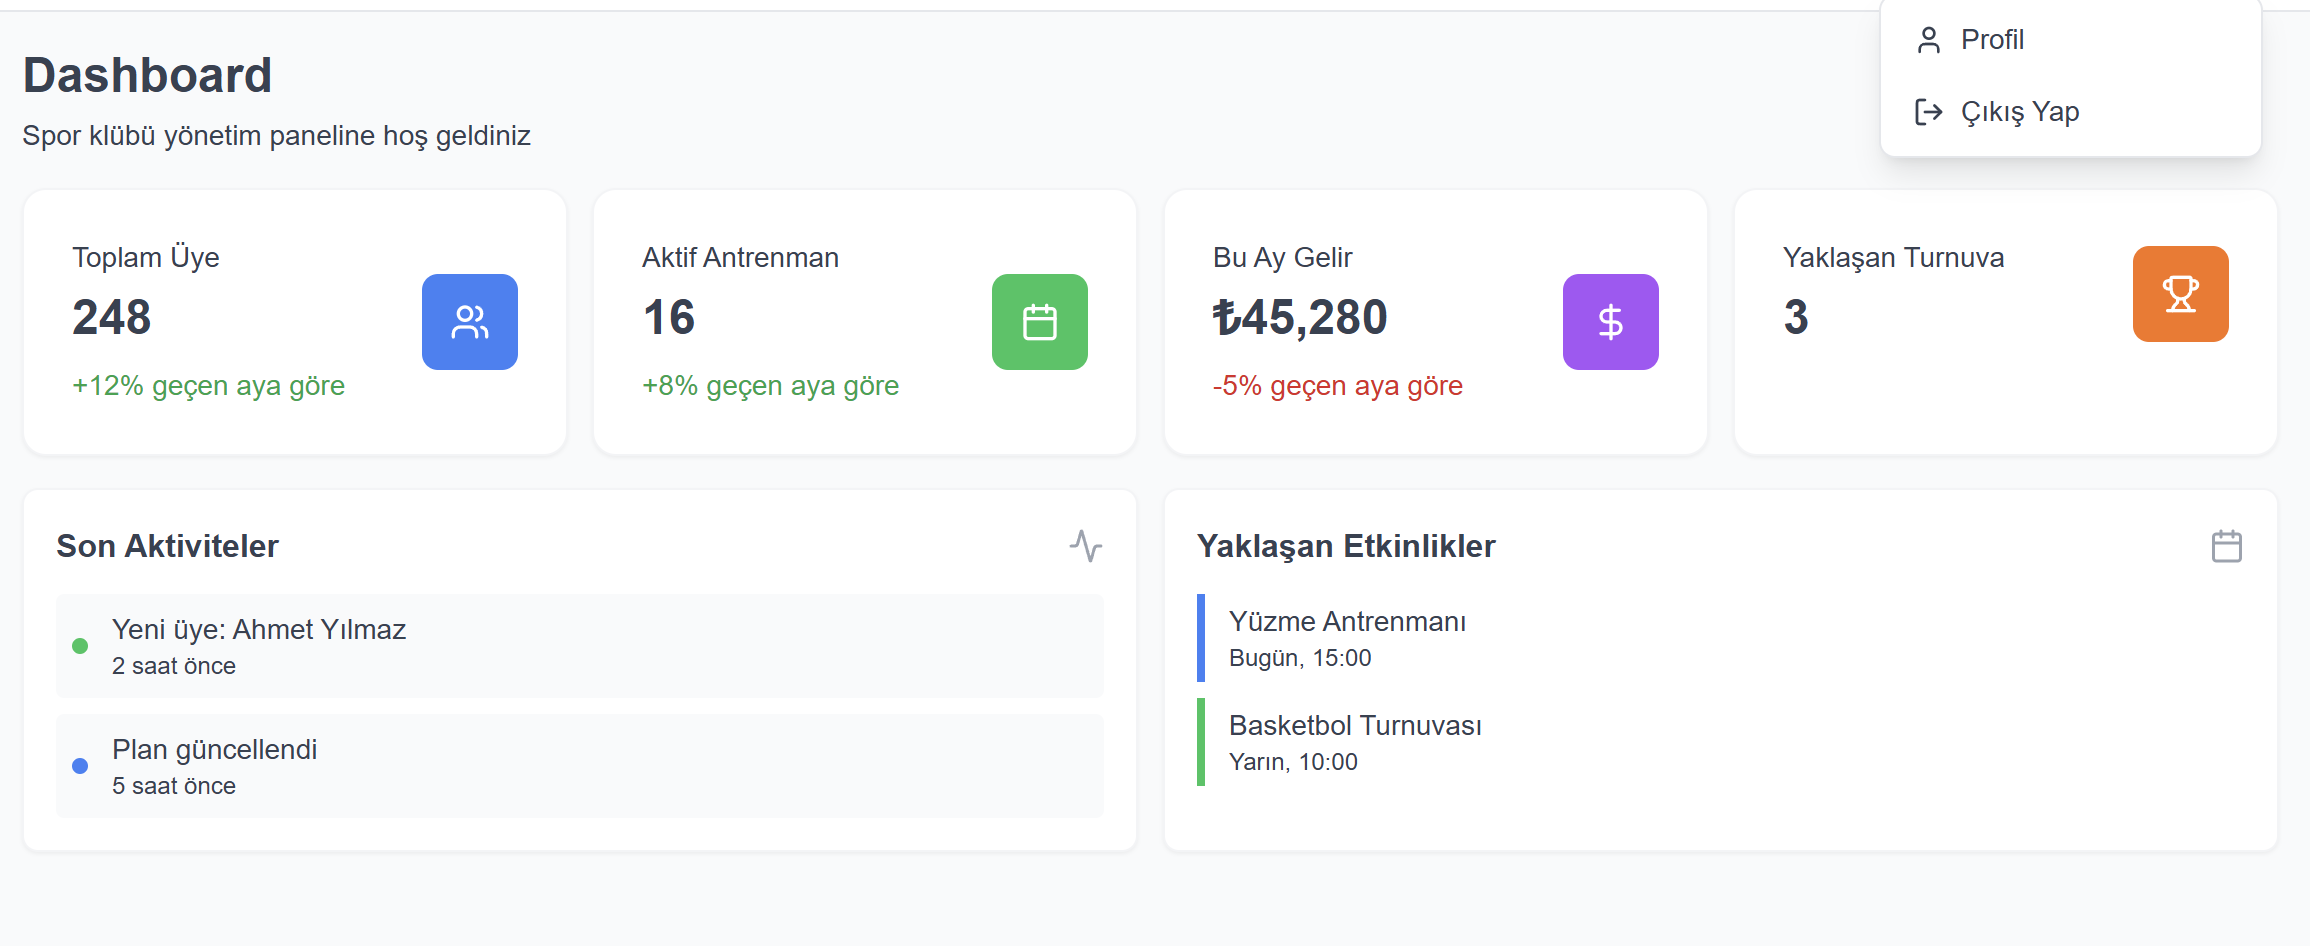 Profil
Çıkış Yap
Dashboard
Spor klübü yönetim paneline hoş geldiniz
Toplam Üye
248
+12% geçen aya göre
Aktif Antrenman
16
+8% geçen aya göre
Bu Ay Gelir
₺45,280
-5% geçen aya göre
Yaklaşan Turnuva
3
Son Aktiviteler
Yeni üye: Ahmet Yılmaz
2 saat önce
Plan güncellendi
5 saat önce
Yaklaşan Etkinlikler
Yüzme Antrenmanı
Bugün, 15:00
Basketbol Turnuvası
Yarın, 10:00